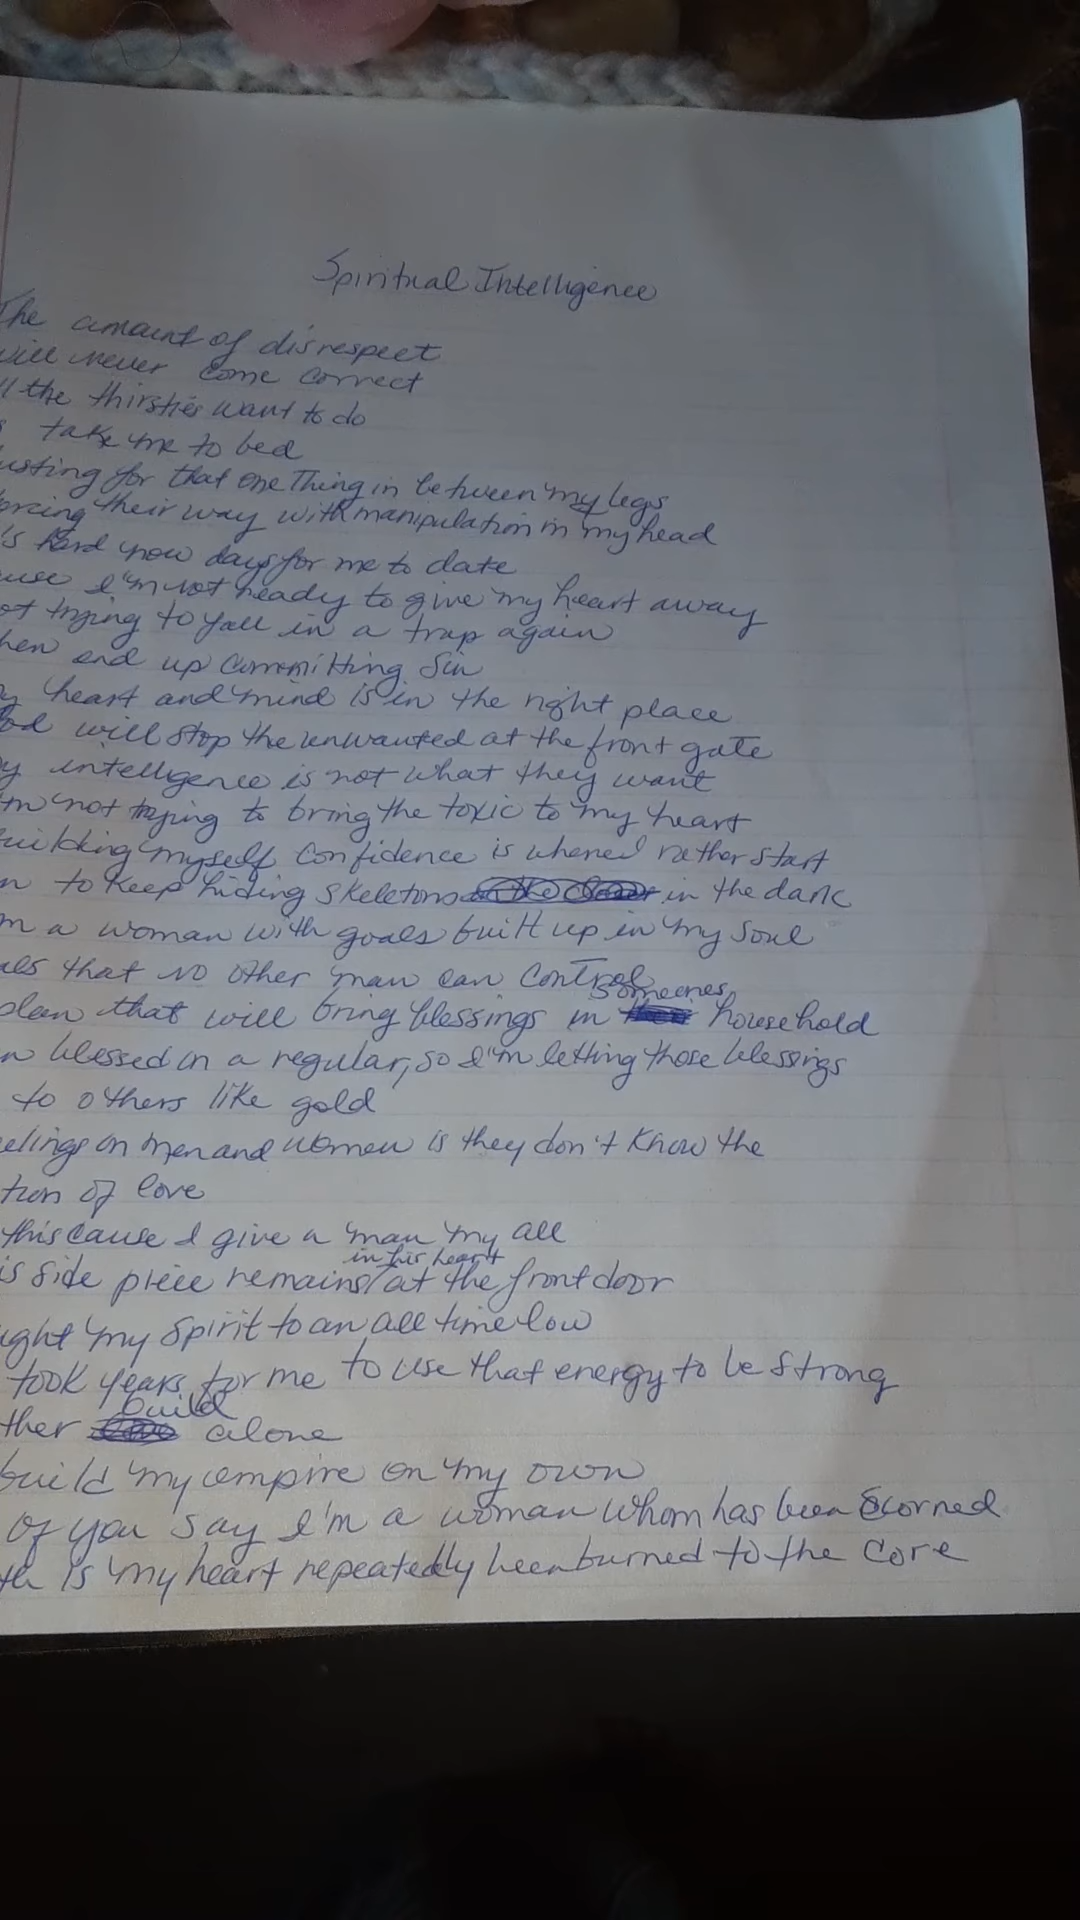 Spiritual Intelligence
The amount of disrespect
will never come correct
the thirsties want to do
take me to bed
usting for that one Thing in between my legs
orcing their way with manipulation in my head
's hard now days for me to date
ause I'm not ready to give my heart away
ot trying to fall in a trap again
hen end up committing Sin
y heart and mind is in the right place
od will stop the unwanted at the front gate
y intelligence is not what they want
I'm not trying to bring the toxic to my heart
uilding myself confidence is where I rather start
n to keep hiding skeletons in the dark
m a woman with goals built up in my soul
als that no other man can control
plan that will bring blessings in someones household
m blessed on a regular, so I'm letting those blessings
to others like gold
eelings on men and women is they don't know the
tion of love
this cause I give a man my all
is side piece remains in his heart at the front door
ught my Spirit to an all time low
took years for me to use that energy to be strong
ther build alone
build my empire on my own
of you say I'm a woman whom has been scorned
th is my heart repeatedly been burned to the core